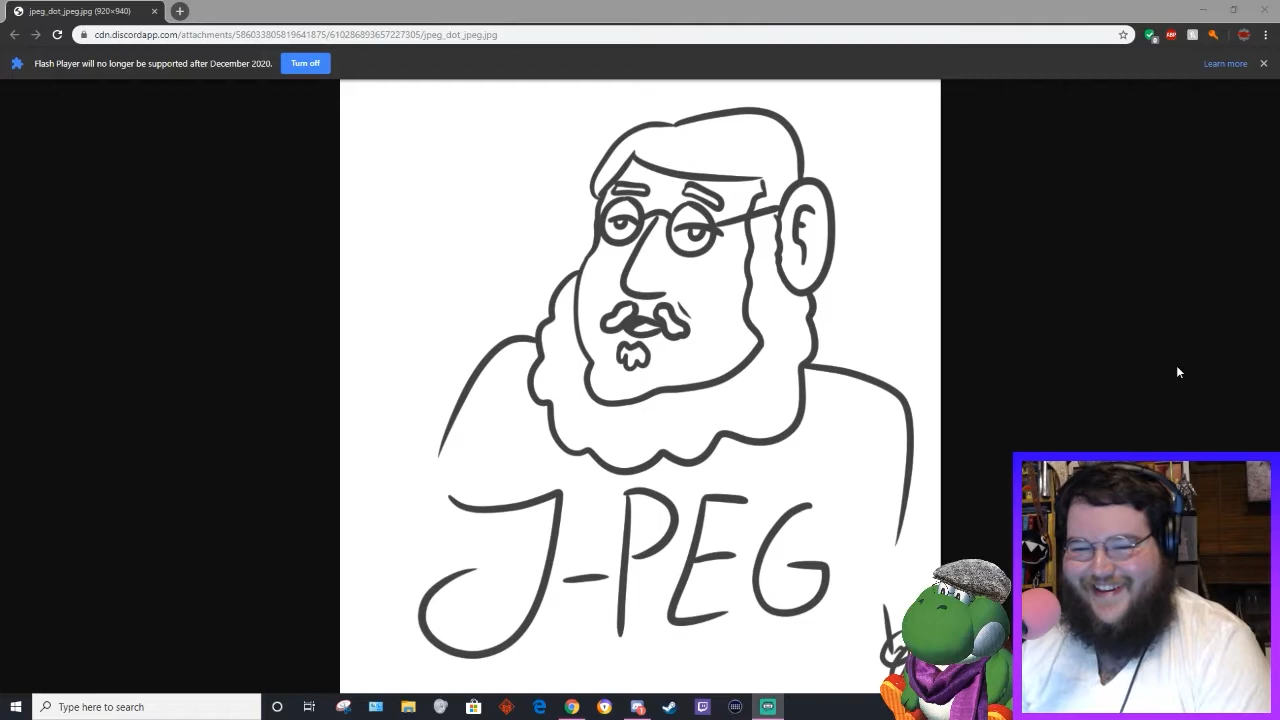 jpeg_dot_jpeg.jpg (920×940)
cdn.discordapp.com/attachments/586033805819641875/610286893657227305/jpeg_dot_jpeg.jpg
ABP
Flash Player will no longer be supported after December 2020.
Turn off
Learn more
J-PEG
Type here to search